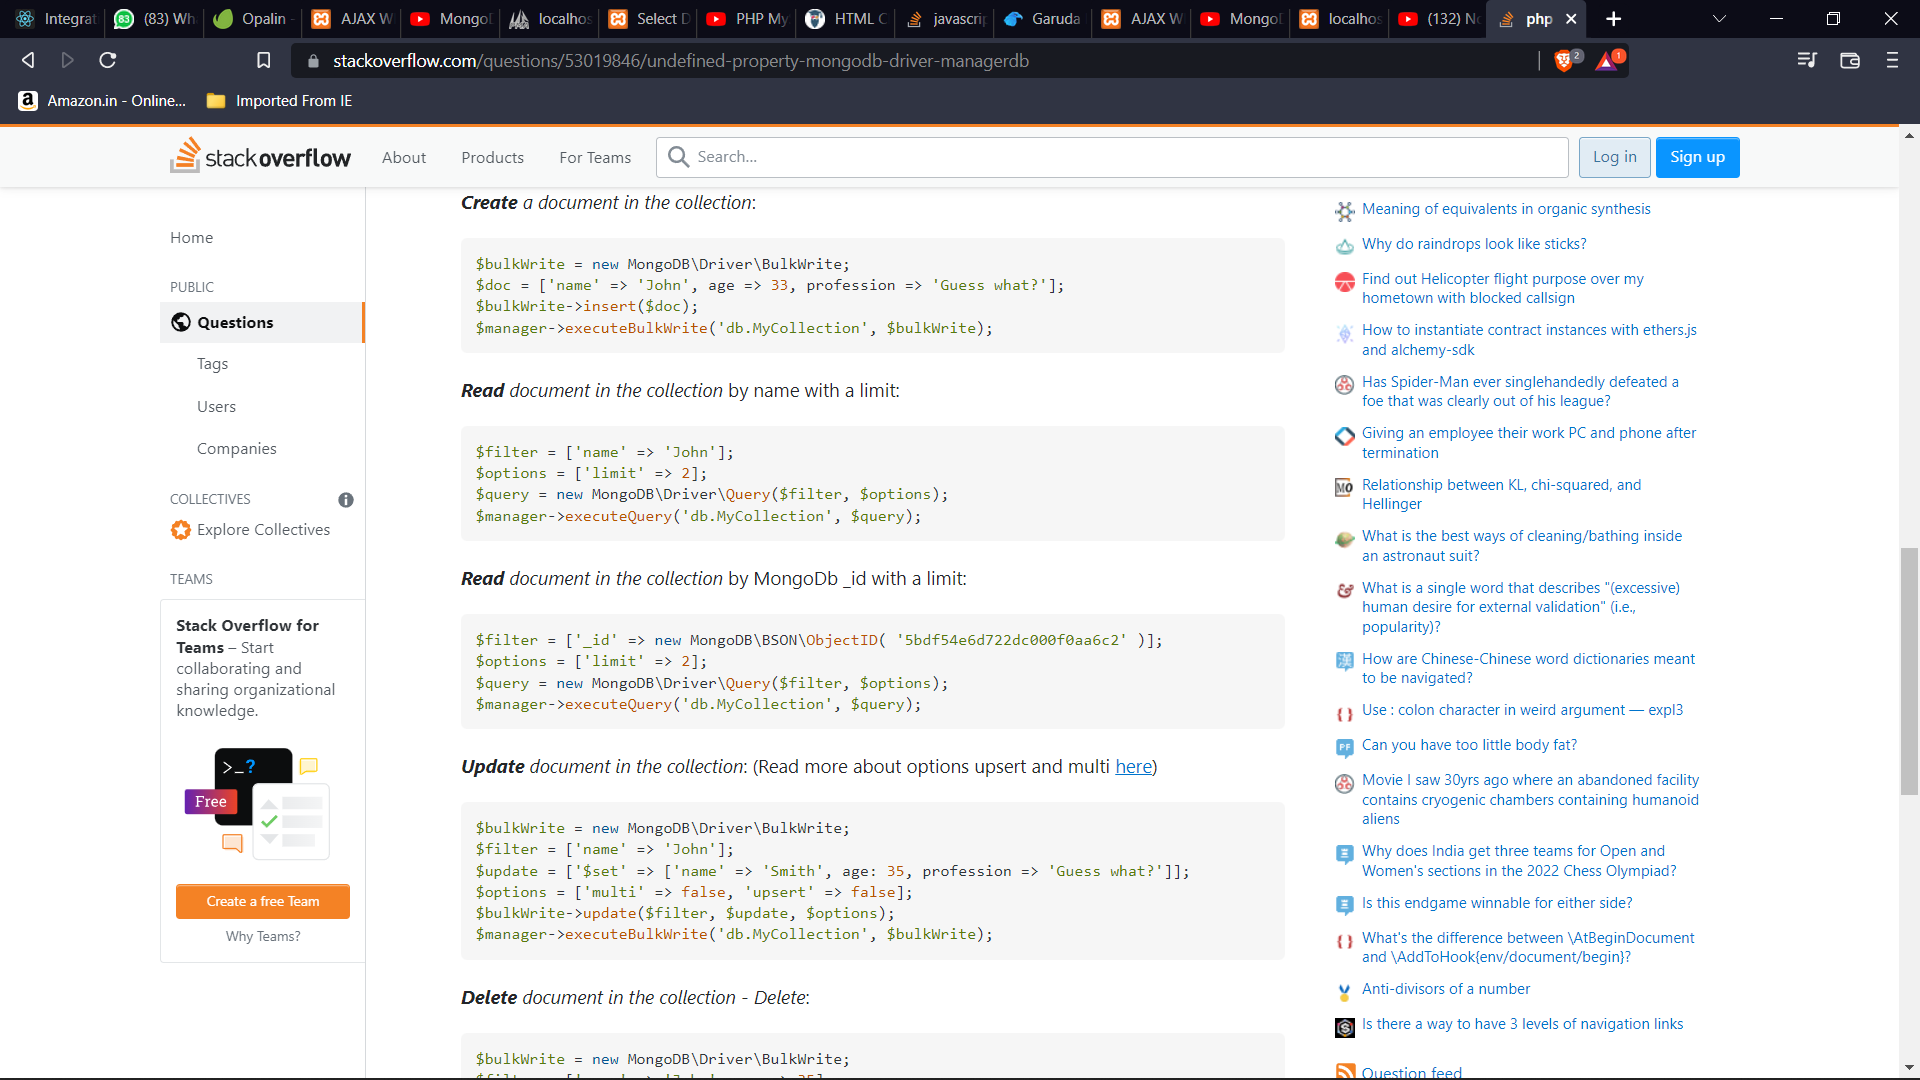 Integrat
(83) Wh
Opalin -
AJAX W
MongoD
localhos
Select D
PHP My
HTML C
javascrip
Garuda
AJAX W
MongoD
localhos
(132) No
php
stackoverflow.com/questions/53019846/undefined-property-mongodb-driver-managerdb
2
1
Amazon.in - Online...
Imported From IE
stackoverflow
About
Products
For Teams
Search...
Log in
Sign up
Home
PUBLIC
Questions
Tags
Users
Companies
COLLECTIVES
Explore Collectives
TEAMS
Stack Overflow for
Teams – Start
collaborating and
sharing organizational
knowledge.
>_?
Free
Create a free Team
Why Teams?
Create a document in the collection:
$bulkWrite = new MongoDB\Driver\BulkWrite;
$doc = ['name' => 'John', age => 33, profession => 'Guess what?'];
$bulkWrite->insert($doc);
$manager->executeBulkWrite('db.MyCollection', $bulkWrite);
Read document in the collection by name with a limit:
$filter = ['name' => 'John'];
$options = ['limit' => 2];
$query = new MongoDB\Driver\Query($filter, $options);
$manager->executeQuery('db.MyCollection', $query);
Read document in the collection by MongoDb _id with a limit:
$filter = ['_id' => new MongoDB\BSON\ObjectID( '5bdf54e6d722dc000f0aa6c2' )];
$options = ['limit' => 2];
$query = new MongoDB\Driver\Query($filter, $options);
$manager->executeQuery('db.MyCollection', $query);
Update document in the collection: (Read more about options upsert and multi here)
$bulkWrite = new MongoDB\Driver\BulkWrite;
$filter = ['name' => 'John'];
$update = ['$set' => ['name' => 'Smith', age: 35, profession => 'Guess what?']];
$options = ['multi' => false, 'upsert' => false];
$bulkWrite->update($filter, $update, $options);
$manager->executeBulkWrite('db.MyCollection', $bulkWrite);
Delete document in the collection - Delete:
$bulkWrite = new MongoDB\Driver\BulkWrite;
Meaning of equivalents in organic synthesis
Why do raindrops look like sticks?
Find out Helicopter flight purpose over my
hometown with blocked callsign
How to instantiate contract instances with ethers.js
and alchemy-sdk
Has Spider-Man ever singlehandedly defeated a
foe that was clearly out of his league?
Giving an employee their work PC and phone after
termination
Relationship between KL, chi-squared, and
Hellinger
What is the best ways of cleaning/bathing inside
an astronaut suit?
What is a single word that describes "(excessive)
human desire for external validation" (i.e.,
popularity)?
How are Chinese-Chinese word dictionaries meant
to be navigated?
Use : colon character in weird argument — expl3
Can you have too little body fat?
Movie I saw 30yrs ago where an abandoned facility
contains cryogenic chambers containing humanoid
aliens
Why does India get three teams for Open and
Women's sections in the 2022 Chess Olympiad?
Is this endgame winnable for either side?
What's the difference between \AtBeginDocument
and \AddToHook{env/document/begin}?
Anti-divisors of a number
Is there a way to have 3 levels of navigation links
Question feed